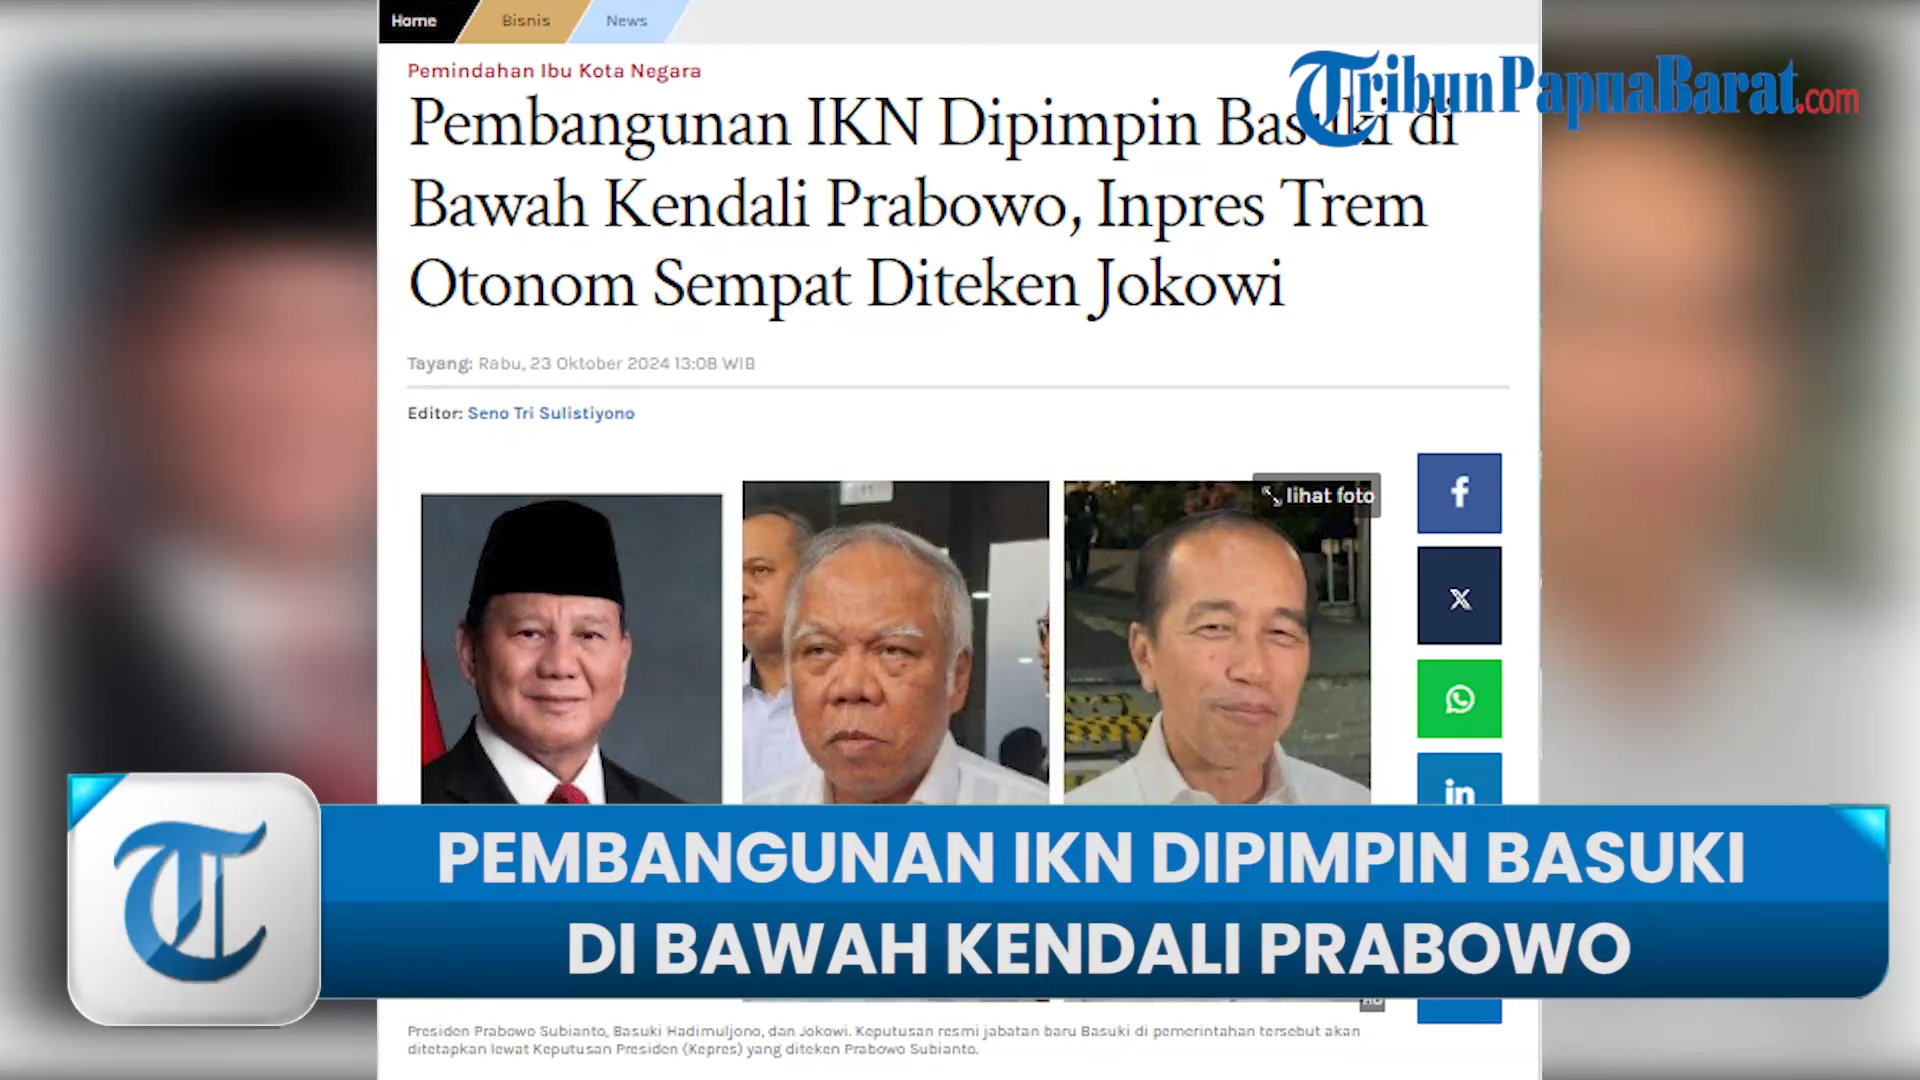 Home Bisnis News
TribunPapuaBarat.com
Pemindahan Ibu Kota Negara
Pembangunan IKN Dipimpin Basuki di
Bawah Kendali Prabowo, Inpres Trem
Otonom Sempat Diteken Jokowi
Tayang: Rabu, 23 Oktober 2024 13:08 WIB
Editor: Seno Tri Sulistiyono
lihat foto
f
X
in
T
PEMBANGUNAN IKN DIPIMPIN BASUKI
DI BAWAH KENDALI PRABOWO
Presiden Prabowo Subianto, Basuki Hadimuljono, dan Jokowi. Keputusan resmi jabatan baru Basuki di pemerintahan tersebut akan
ditetapkan lewat Keputusan Presiden (Kepres) yang diteken Prabowo Subianto.